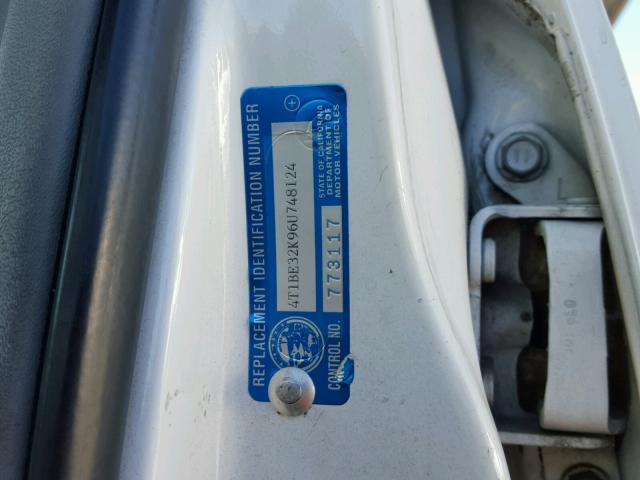 REPLACEMENT IDENTIFICATION NUMBER
4T1BE32K96U748124
CONTROL NO. 773117
STATE OF CALIFORNIA
DEPARTMENT OF
MOTOR VEHICLES